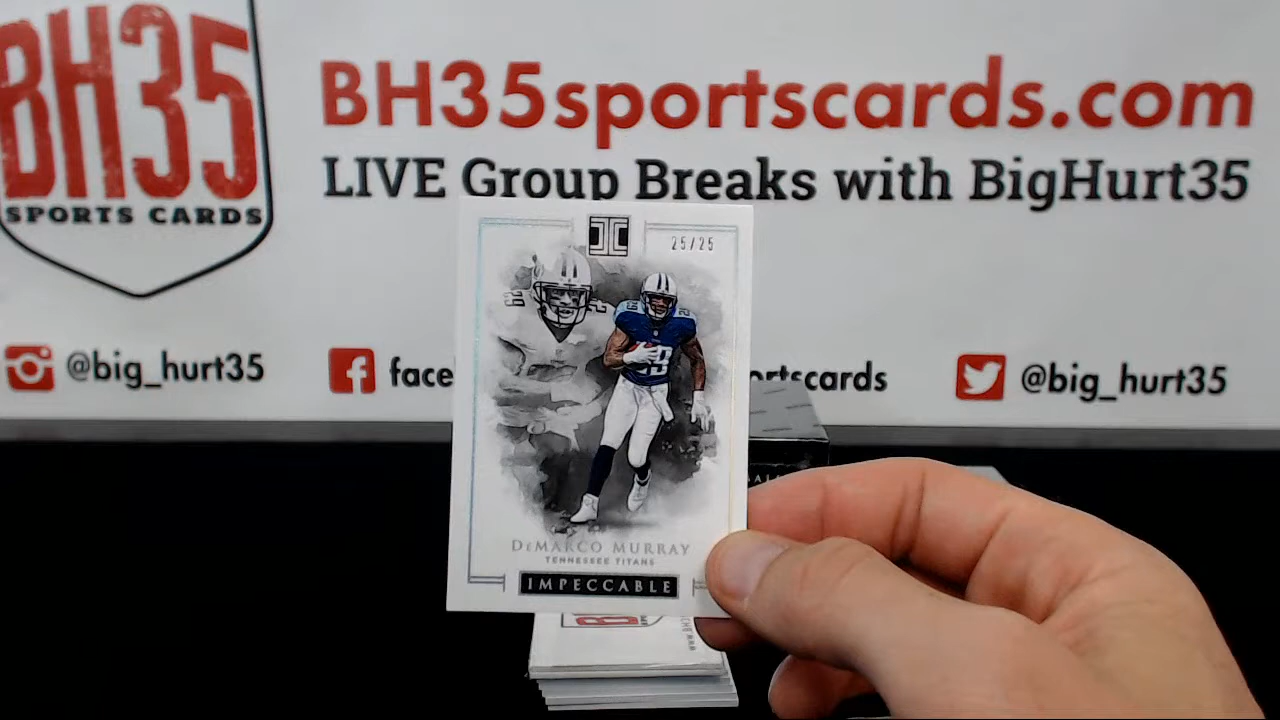 BH35
SPORTS CARDS
BH35sportscards.com
LIVE Group Breaks with BigHurt35
@big_hurt35
face
rtscards
@big_hurt35
25/25
29
DeMARCO MURRAY
TENNESSEE TITANS
IMPECCABLE